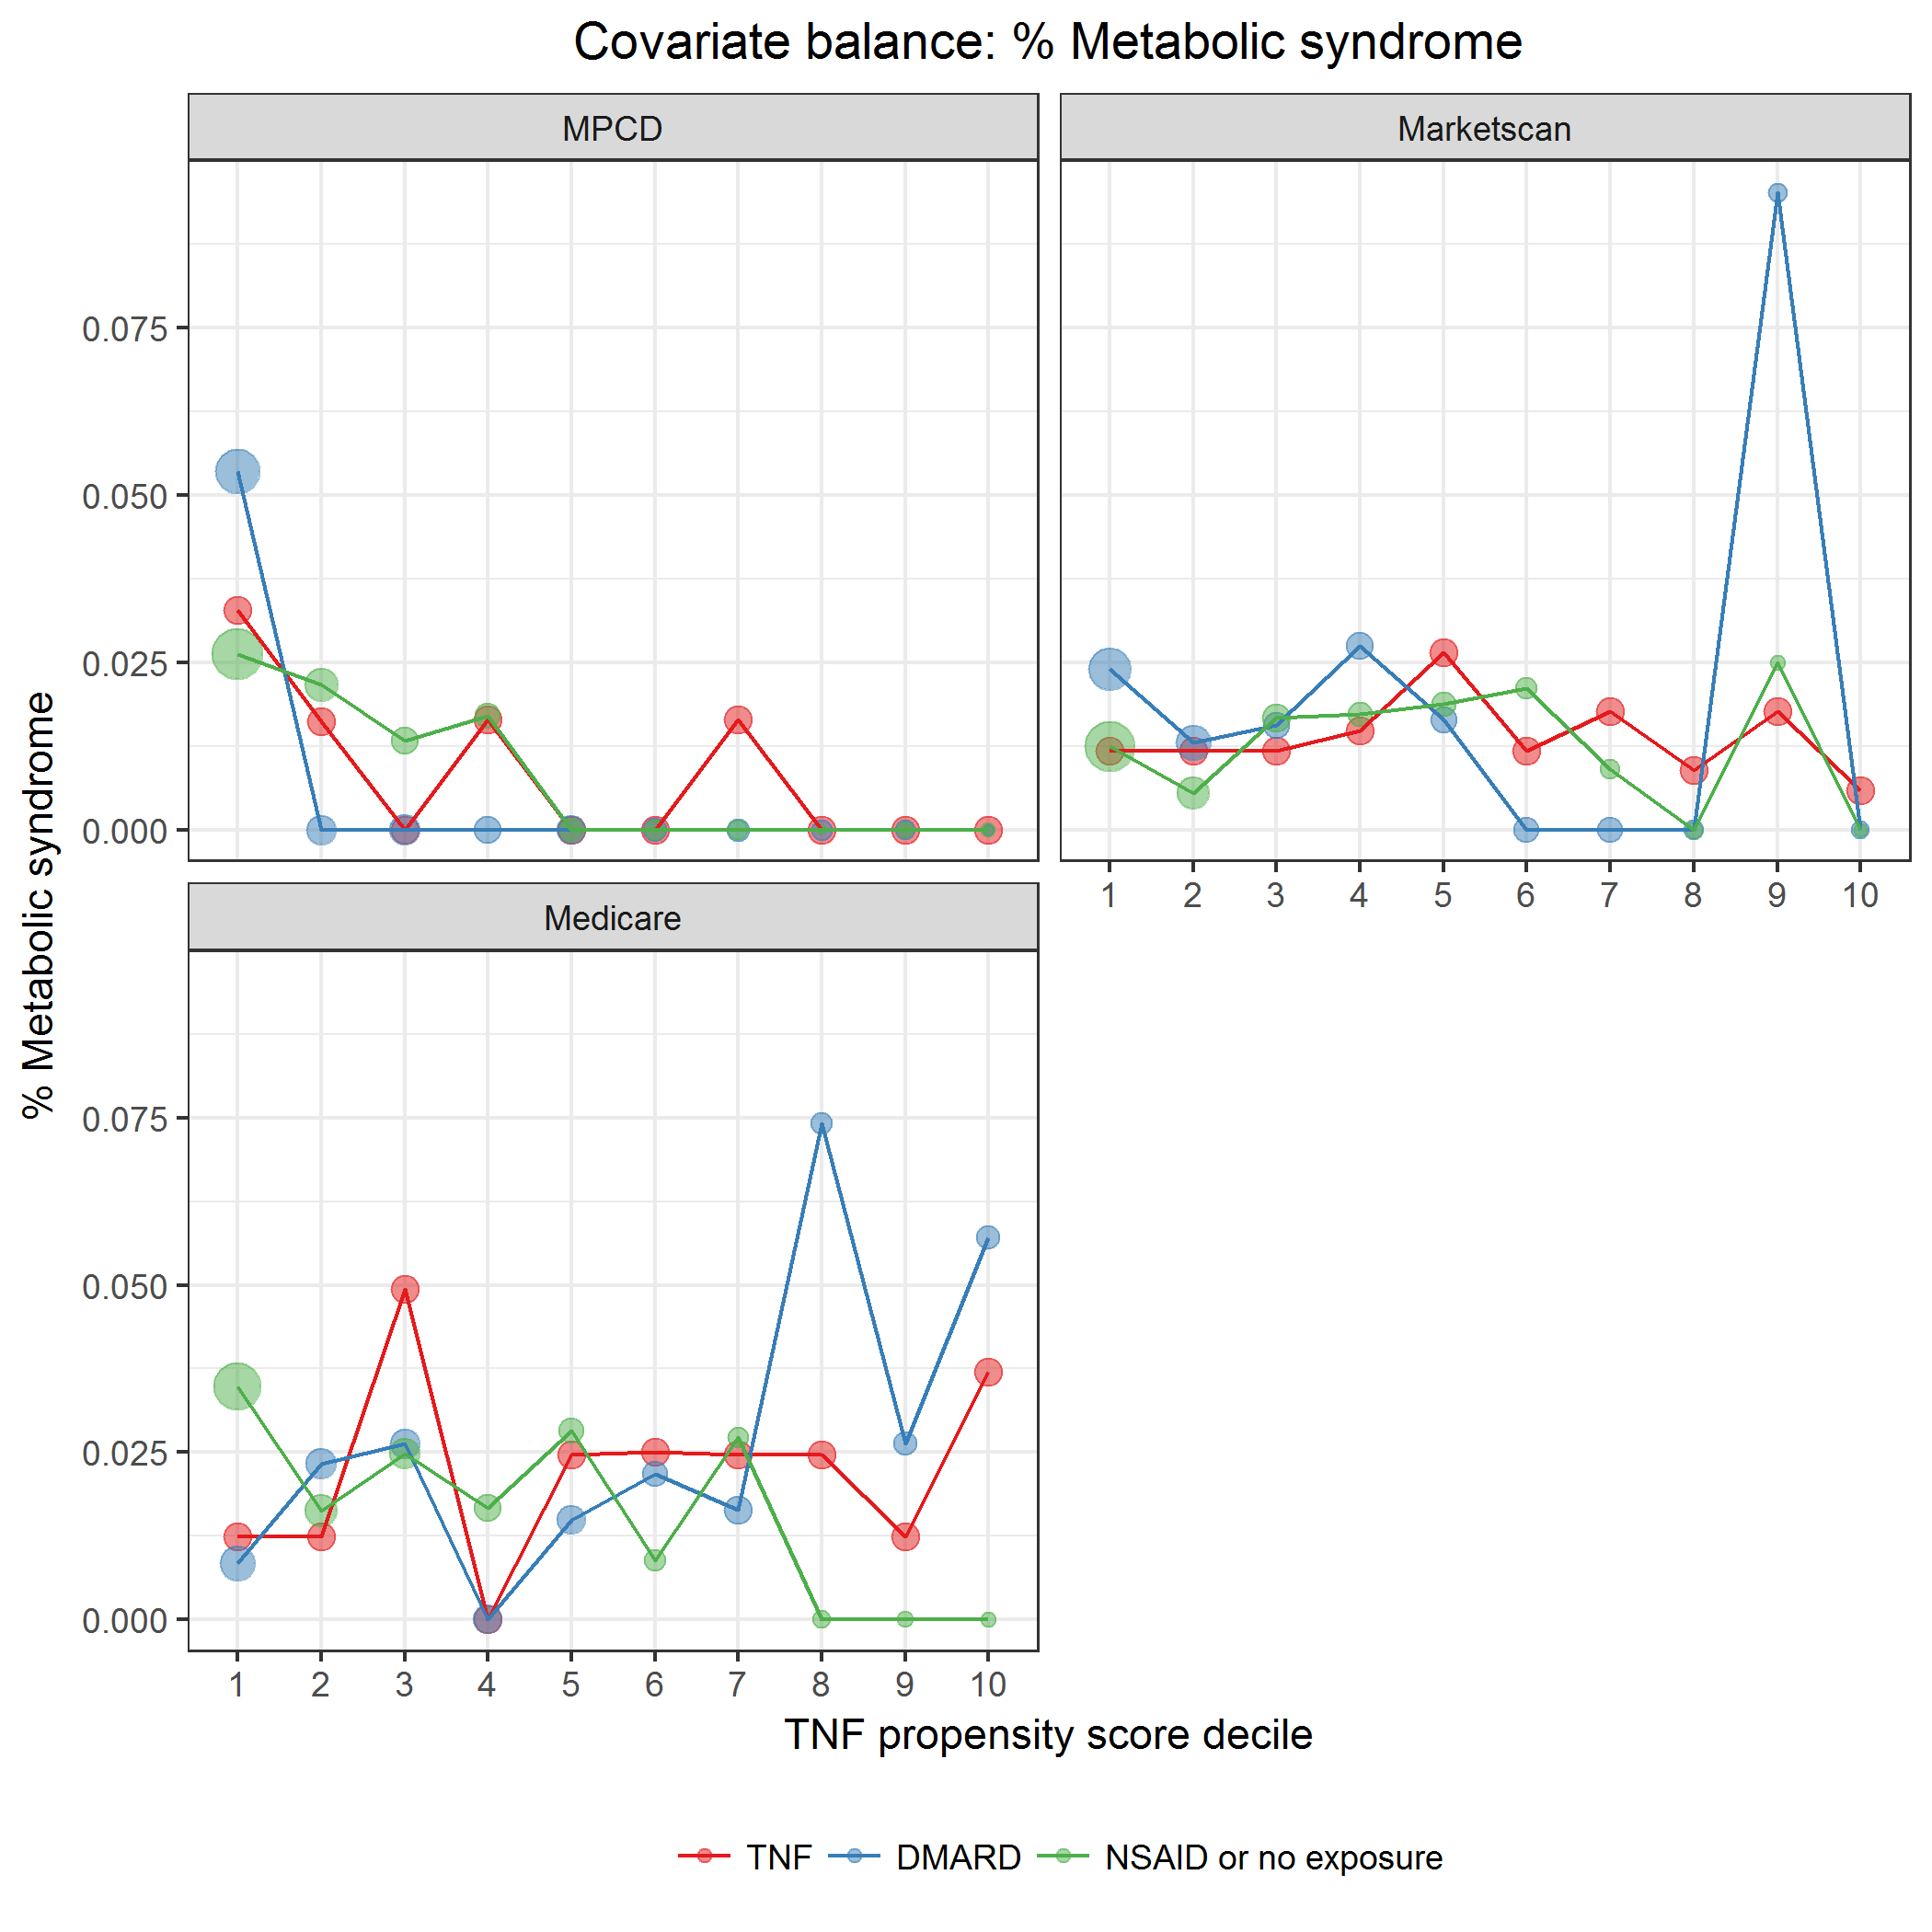 Covariate balance: % Metabolic syndrome
MPCD
Marketscan
0.075
0.050
0.025
0.000
1 2 3 4 5 6 7 8 9 10
Medicare
0.075
0.050
0.025
0.000
1 2 3 4 5 6 7 8 9 10
% Metabolic syndrome
TNF propensity score decile
TNF DMARD NSAID or no exposure